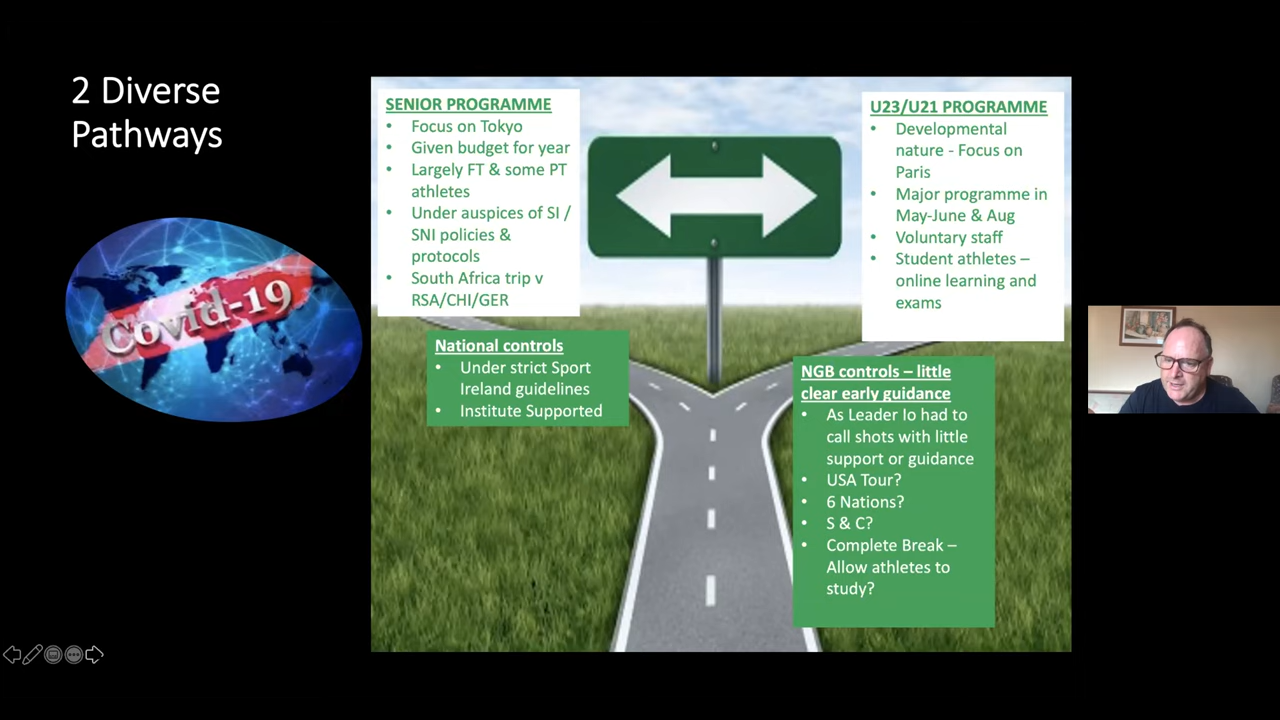 2 Diverse
Pathways
Covid-19
SENIOR PROGRAMME
• Focus on Tokyo
• Given budget for year
• Largely FT & some PT
athletes
• Under auspices of SI /
SNI policies &
protocols
• South Africa trip v
RSA/CHI/GER
National controls
• Under strict Sport
Ireland guidelines
• Institute Supported
U23/U21 PROGRAMME
• Developmental
nature - Focus on
Paris
• Major programme in
May-June & Aug
• Voluntary staff
• Student athletes –
online learning and
exams
NGB controls – little
clear early guidance
• As Leader Io had to
call shots with little
support or guidance
• USA Tour?
• 6 Nations?
• S & C?
• Complete Break –
Allow athletes to
study?